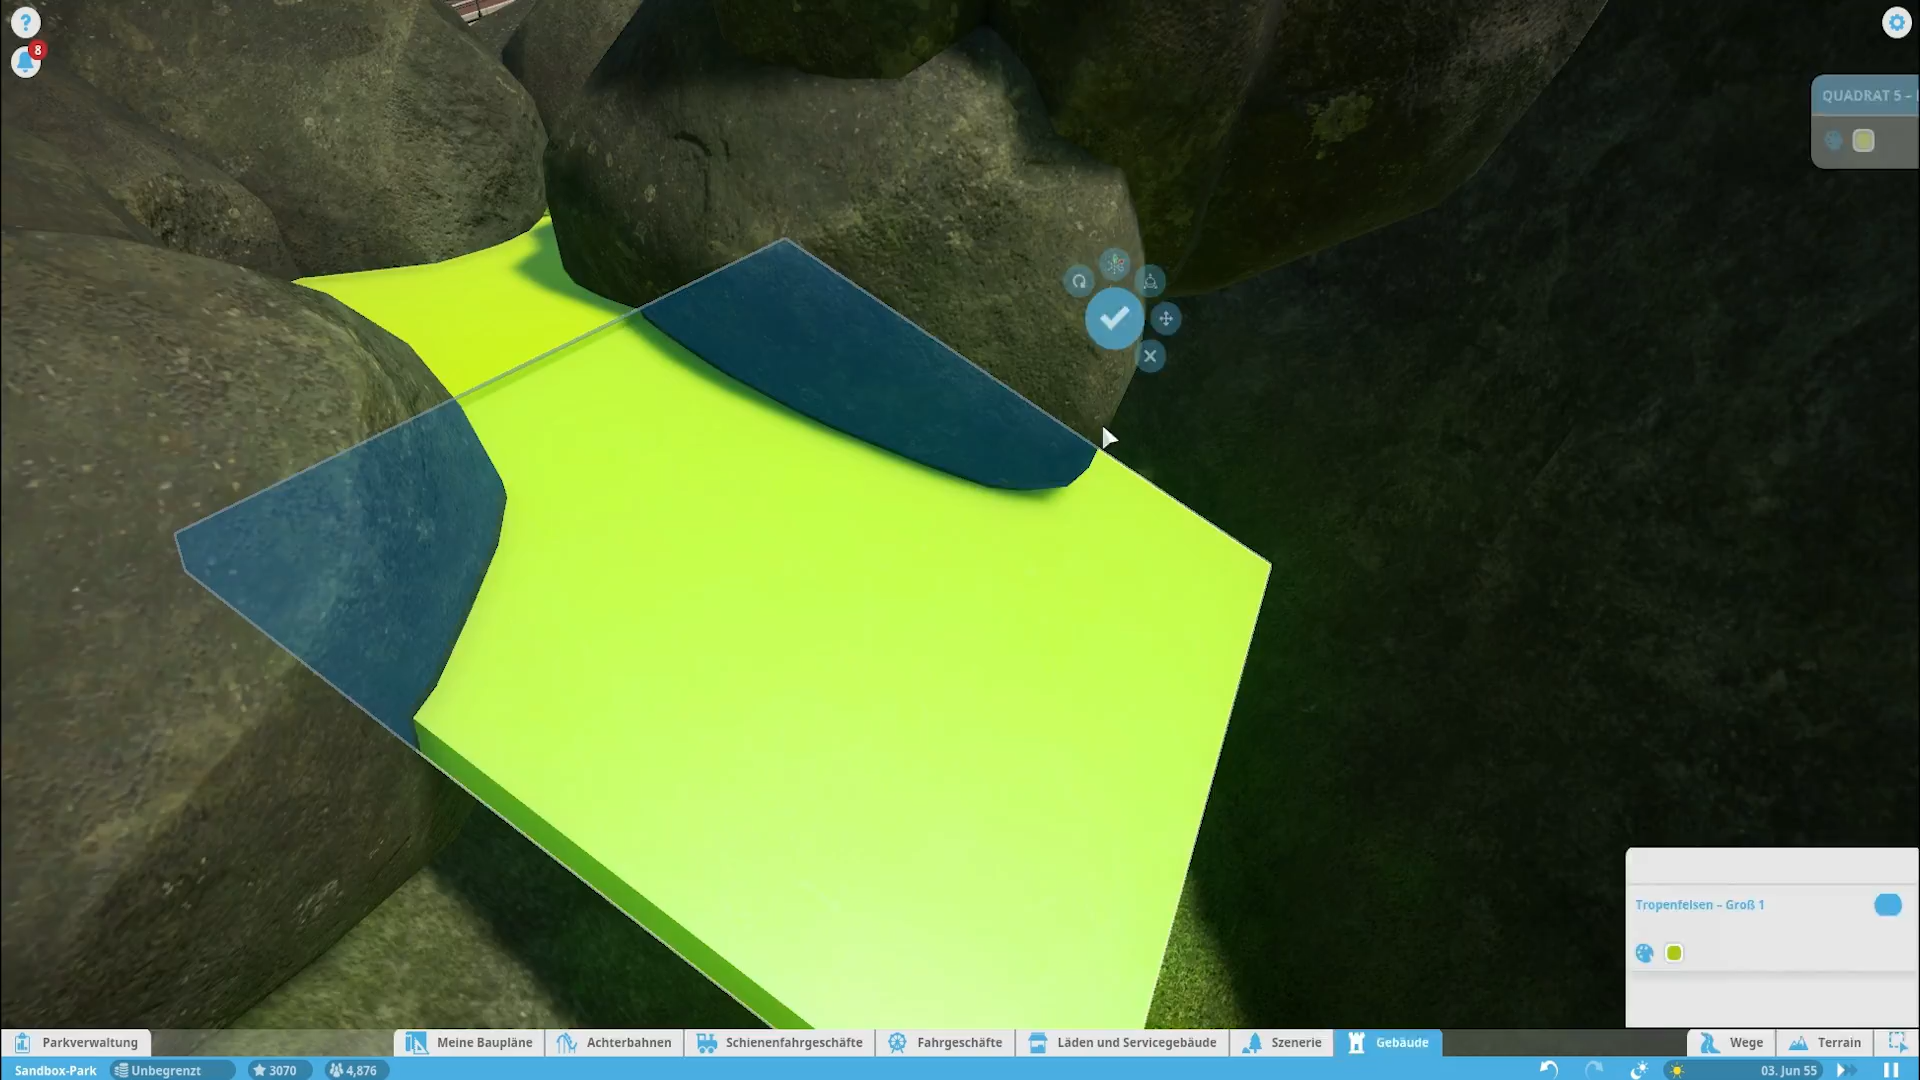 ?
8
QUADRAT 5 –
Tropenfelsen – Groß 1
Parkverwaltung
Meine Baupläne
Achterbahnen
Schienenfahrgeschäfte
Fahrgeschäfte
Läden und Servicegebäude
Szenerie
Gebäude
Wege
Terrain
Sandbox-Park
Unbegrenzt
3070
4,876
03. Jun 55